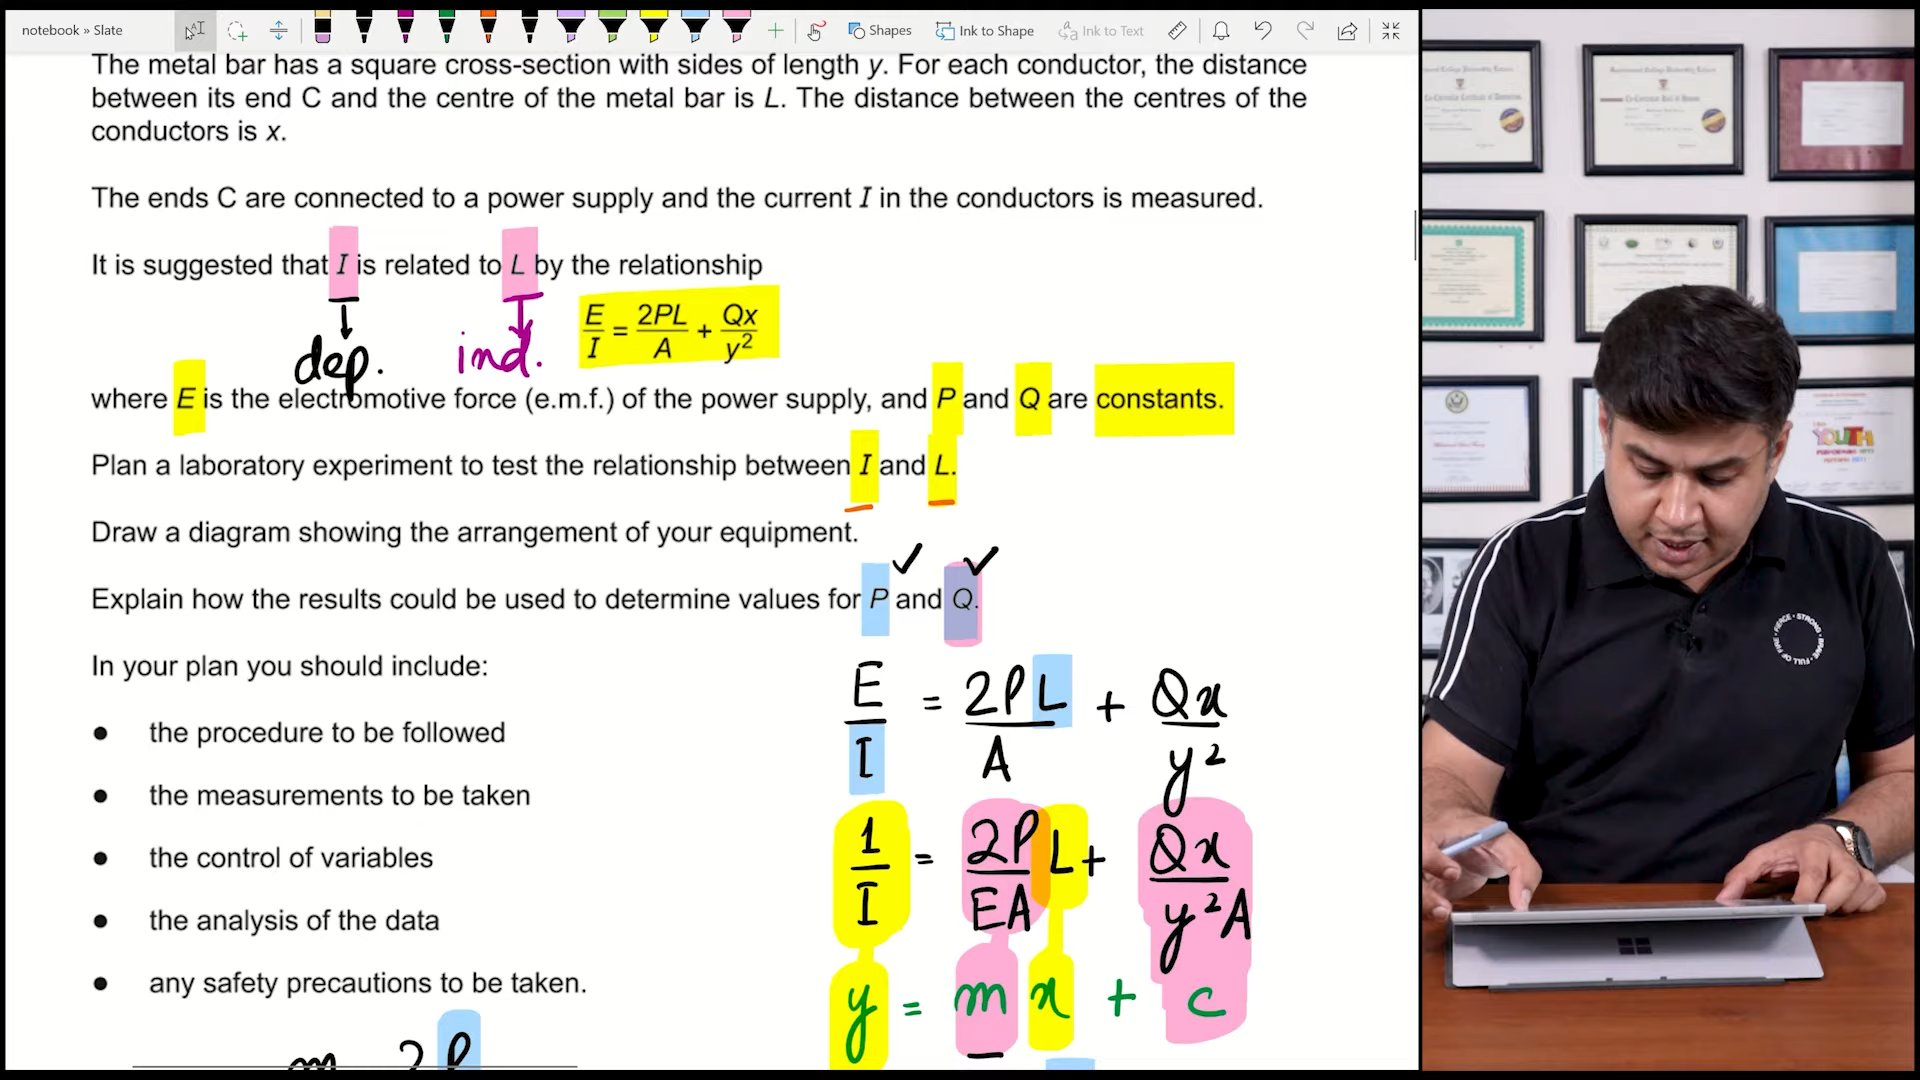 notebook » Slate
Shapes
Ink to Shape
Ink to Text
The metal bar has a square cross-section with sides of length y. For each conductor, the distance
between its end C and the centre of the metal bar is L. The distance between the centres of the
conductors is x.
The ends C are connected to a power supply and the current I in the conductors is measured.
It is suggested that I is related to L by the relationship
dep. ind.
E/I = 2PL/A + Qx/y²
where E is the electromotive force (e.m.f.) of the power supply, and P and Q are constants.
Plan a laboratory experiment to test the relationship between I and L.
Draw a diagram showing the arrangement of your equipment.
Explain how the results could be used to determine values for P and Q.
In your plan you should include:
● the procedure to be followed
● the measurements to be taken
● the control of variables
● the analysis of the data
● any safety precautions to be taken.
E/I = 2PL/A + Qx/y²
1/I = 2P/EA L + Qx/y²A
y = m x + c
m 2P
YOUTH
FIERCE • STRONG • BRAVE • FULL OF FIRE